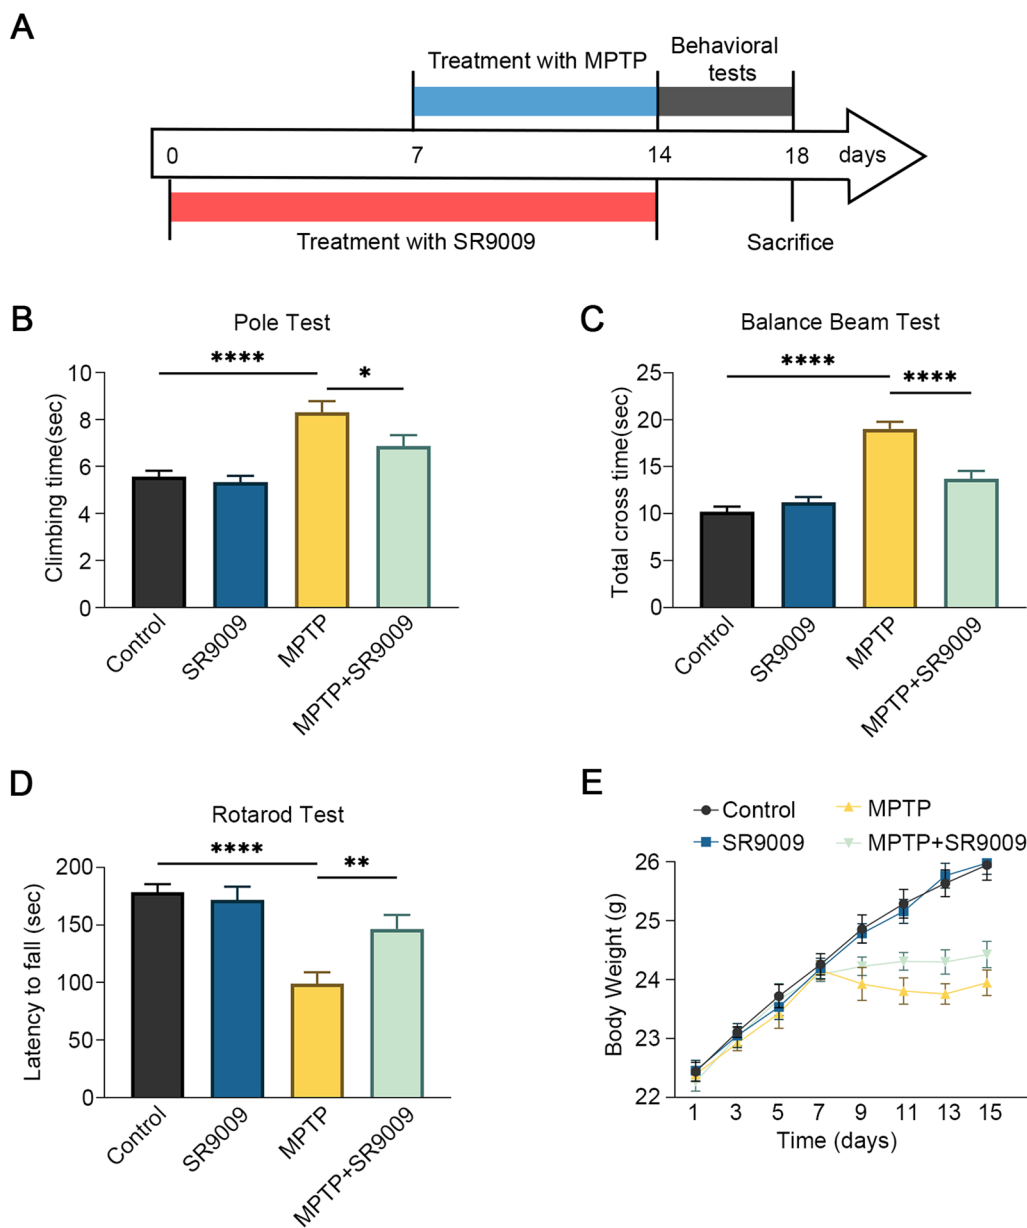 A
Treatment with MPTP
Behavioral
tests
0
7
14
18
days
Treatment with SR9009
Sacrifice
B
Pole Test
****
*
Climbing time(sec)
10
8
6
4
2
0
Control
SR9009
MPTP
MPTP+SR9009
C
Balance Beam Test
****
****
Total cross time(sec)
25
20
15
10
5
0
Control
SR9009
MPTP
MPTP+SR9009
D
Rotarod Test
****
**
Latency to fall (sec)
200
150
100
50
0
Control
SR9009
MPTP
MPTP+SR9009
E
Control
MPTP
SR9009
MPTP+SR9009
Body Weight (g)
26
25
24
23
22
1 3 5 7 9 11 13 15
Time (days)